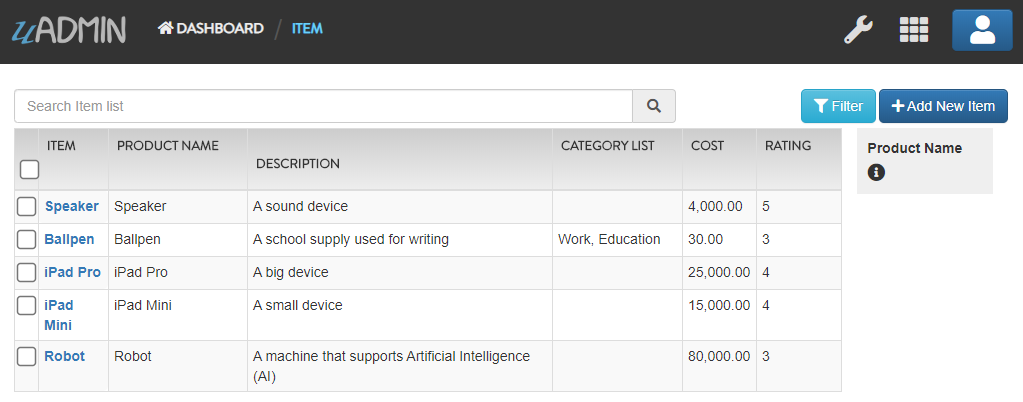 uADMIN DASHBOARD / ITEM
Search Item list Filter Add New Item
ITEM PRODUCT NAME DESCRIPTION CATEGORY LIST COST RATING
Product Name
Speaker Speaker A sound device 4,000.00 5
Ballpen Ballpen A school supply used for writing Work, Education 30.00 3
iPad Pro iPad Pro A big device 25,000.00 4
iPad Mini iPad Mini A small device 15,000.00 4
Robot Robot A machine that supports Artificial Intelligence (AI) 80,000.00 3